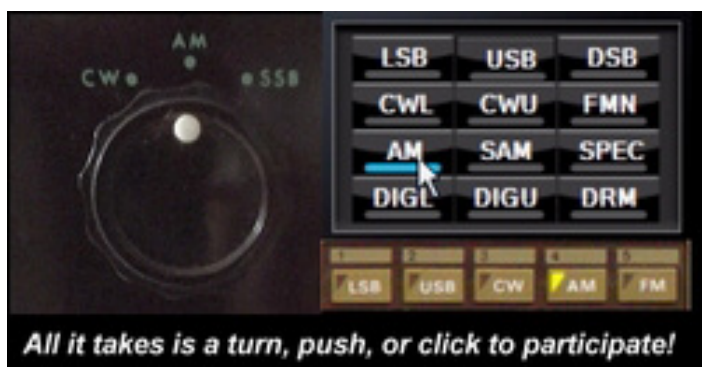 AM
CW SSB
LSB USB DSB
CWL CWU FMN
AM SAM SPEC
DIGL DIGU DRM
1 2 3 4 5
LSB USB CW AM FM
All it takes is a turn, push, or click to participate!